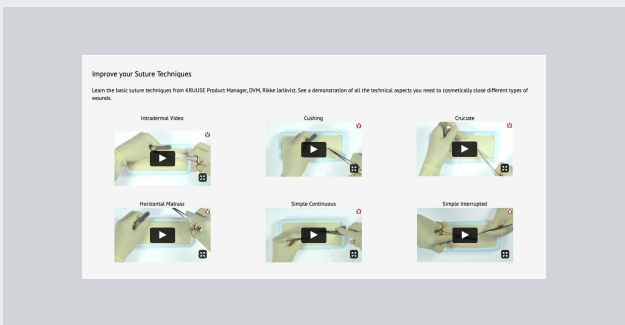 Improve your Suture Techniques
Learn the basic suture techniques from KRUUSE Product Manager, DVM, Rikke Jarlkvist. See a demonstration of all the technical aspects you need to cosmetically close different types of
wounds.
Intradermal Video
Cushing
Cruciate
Horizontal Matrass
Simple Continuous
Simple Interrupted